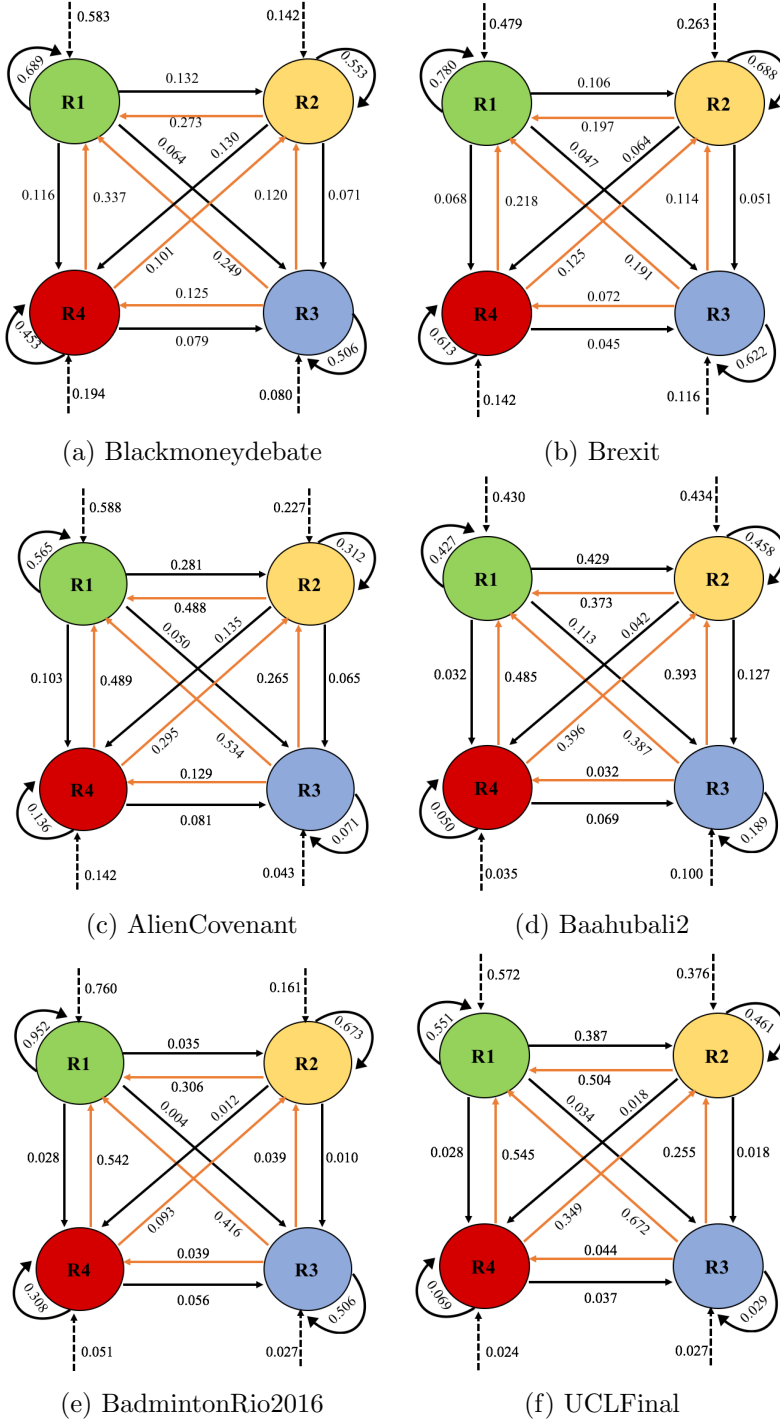 0.583 0.142 0.479 0.263
0.689 0.553 0.780 0.688
R1 0.132 R2 R1 0.106 R2
0.273 0.197
0.064 0.130 0.047 0.064
0.116 0.337 0.120 0.071 0.068 0.218 0.114 0.051
0.101 0.249 0.125 0.191
R4 0.125 R3 R4 0.072 R3
0.453 0.079 0.506 0.613 0.045 0.622
0.194 0.080 0.142 0.116
(a) Blackmoneydebate (b) Brexit
0.588 0.227 0.430 0.434
0.565 0.312 0.427 0.458
R1 0.281 R2 R1 0.429 R2
0.488 0.373
0.050 0.135 0.113 0.042
0.103 0.489 0.265 0.065 0.032 0.485 0.393 0.127
0.295 0.534 0.396 0.387
R4 0.129 R3 R4 0.032 R3
0.136 0.081 0.071 0.050 0.069 0.189
0.142 0.043 0.035 0.100
(c) AlienCovenant (d) Baahubali2
0.760 0.161 0.572 0.376
0.952 0.673 0.551 0.461
R1 0.035 R2 R1 0.387 R2
0.306 0.504
0.004 0.012 0.034 0.018
0.028 0.542 0.039 0.010 0.028 0.545 0.255 0.018
0.093 0.416 0.349 0.672
R4 0.039 R3 R4 0.044 R3
0.308 0.056 0.506 0.069 0.037 0.029
0.051 0.027 0.024 0.027
(e) BadmintonRio2016 (f) UCLFinal